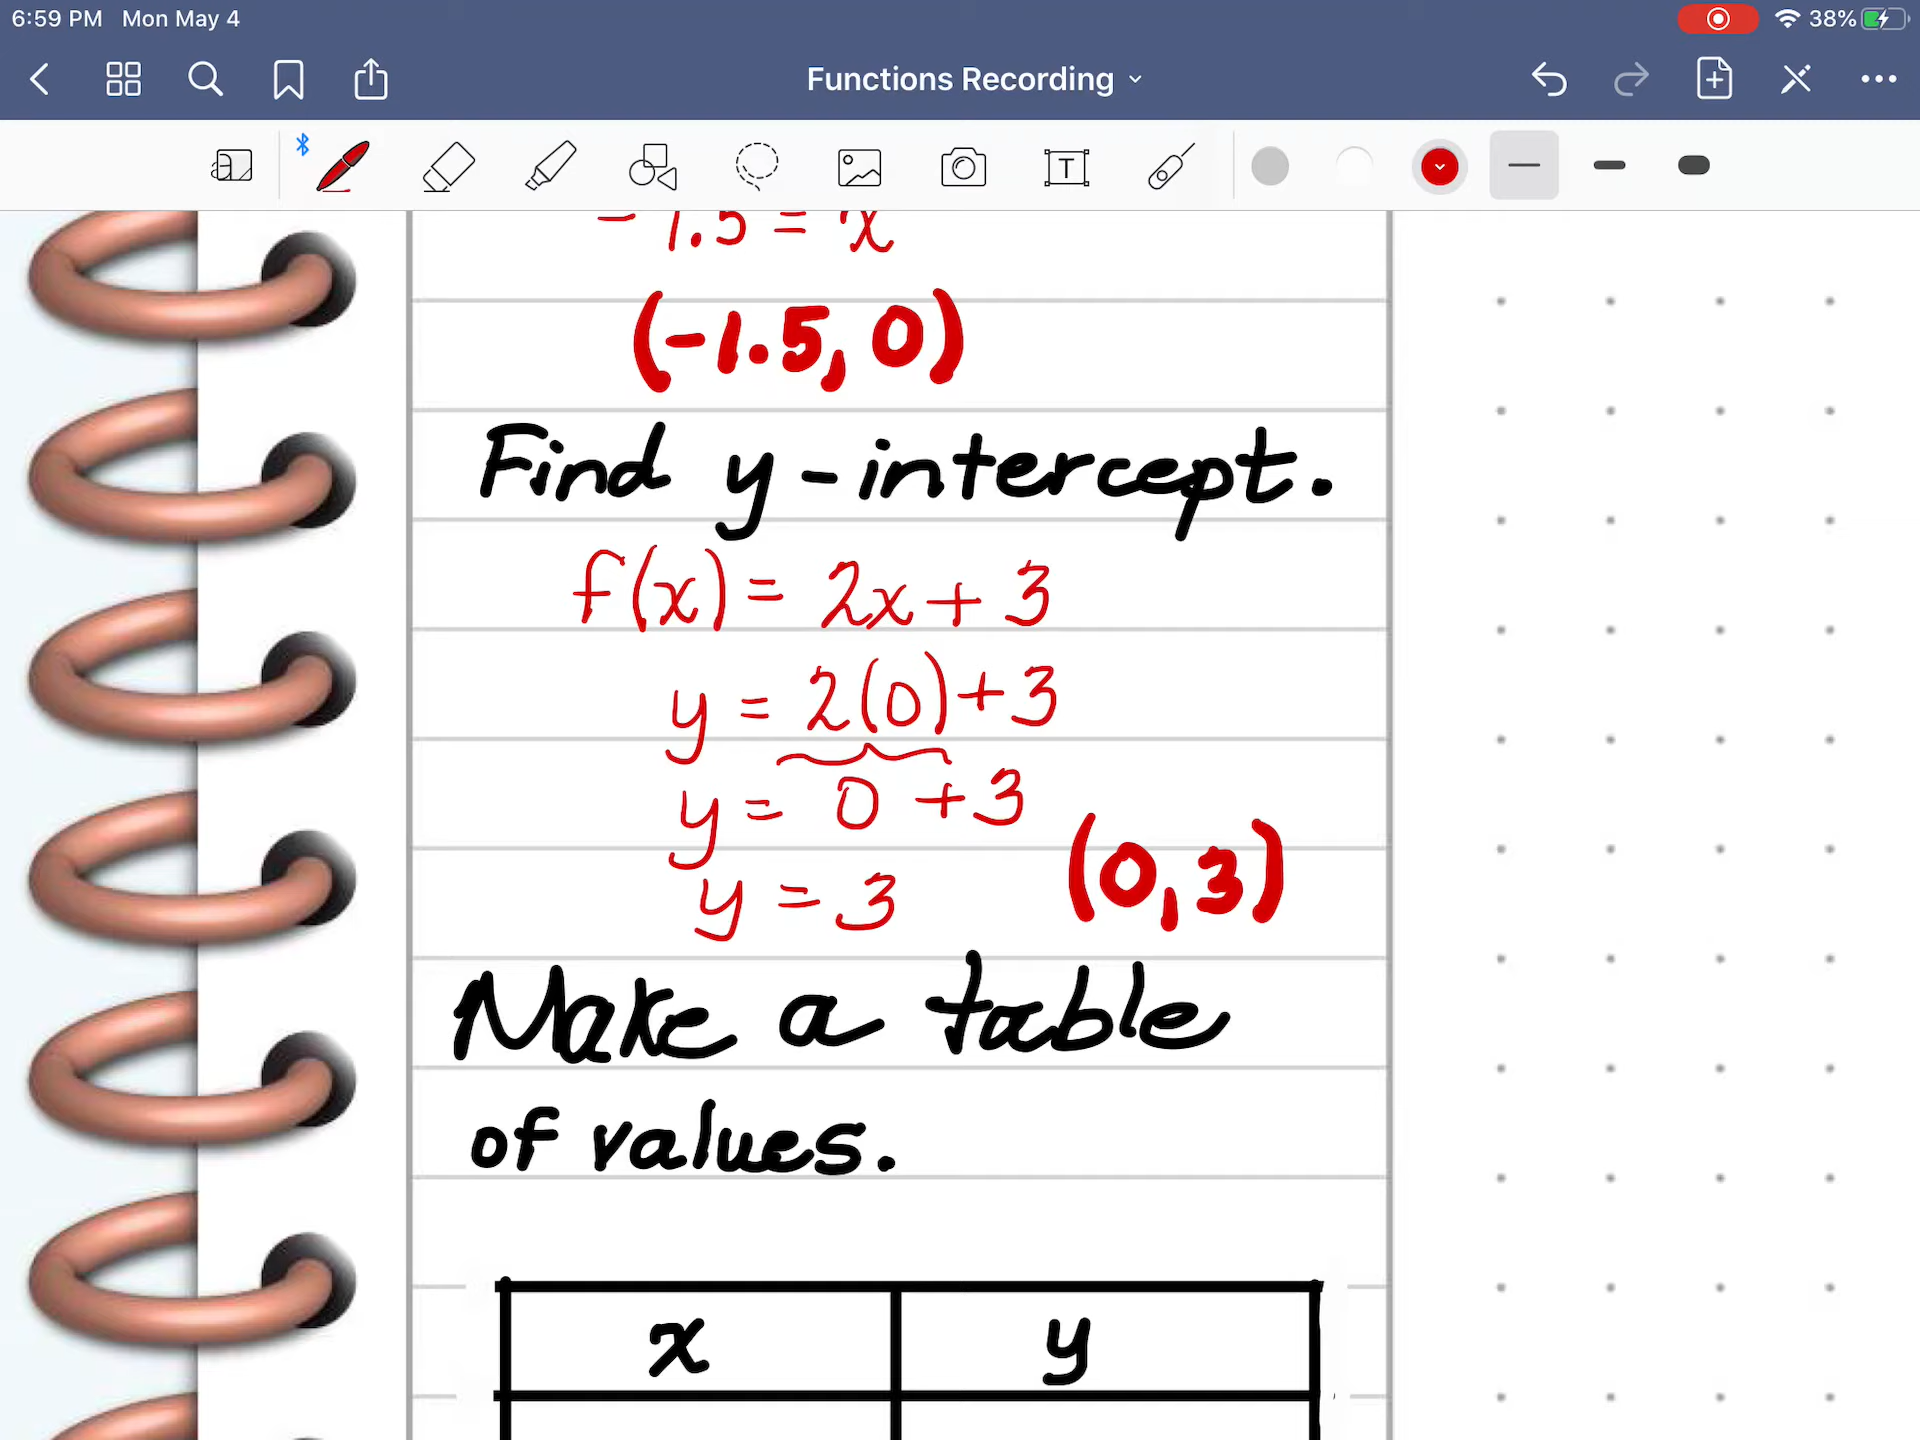 6:59 PM Mon May 4
38%
Functions Recording
T
-1.5 = x
(-1.5, 0)
Find y-intercept.
f(x) = 2x + 3
y = 2(0) + 3
y = 0 + 3
y = 3 (0, 3)
Make a table
of values.
x y